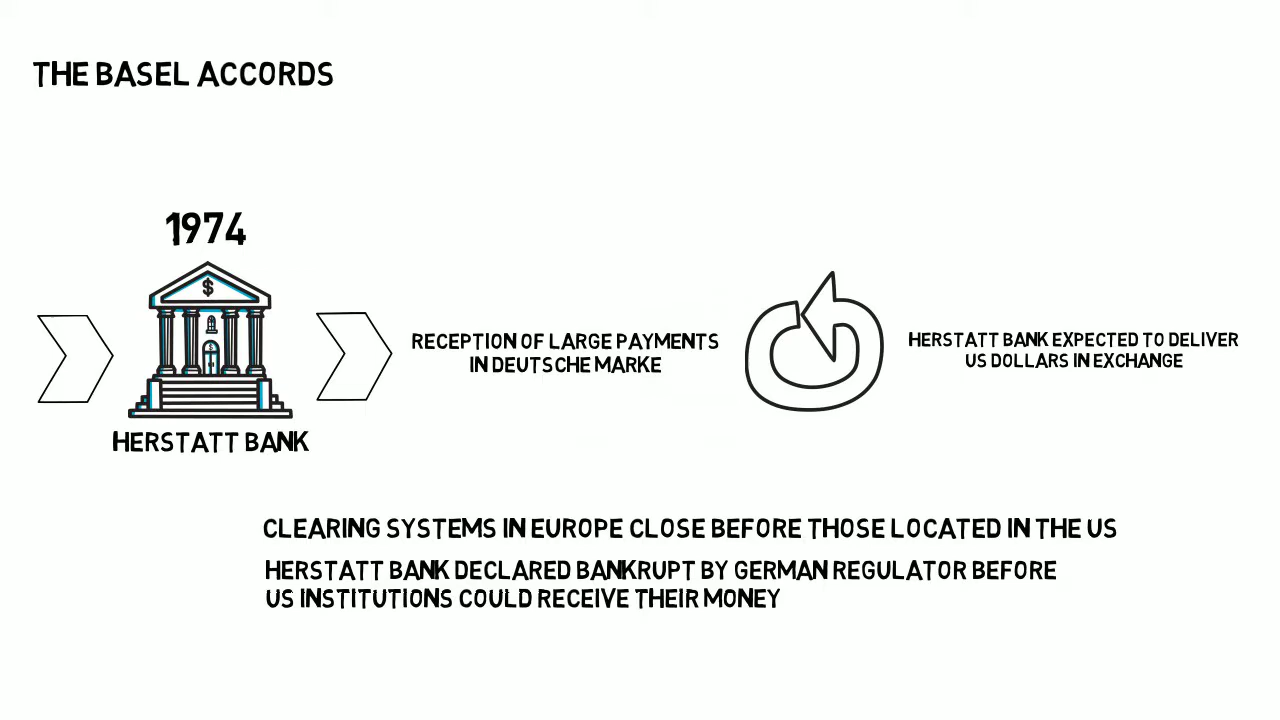 THE BASEL ACCORDS
1974
$
HERSTATT BANK
RECEPTION OF LARGE PAYMENTS
IN DEUTSCHE MARKE
HERSTATT BANK EXPECTED TO DELIVER
US DOLLARS IN EXCHANGE
CLEARING SYSTEMS IN EUROPE CLOSE BEFORE THOSE LOCATED IN THE US
HERSTATT BANK DECLARED BANKRUPT BY GERMAN REGULATOR BEFORE
US INSTITUTIONS COULD RECEIVE THEIR MONEY